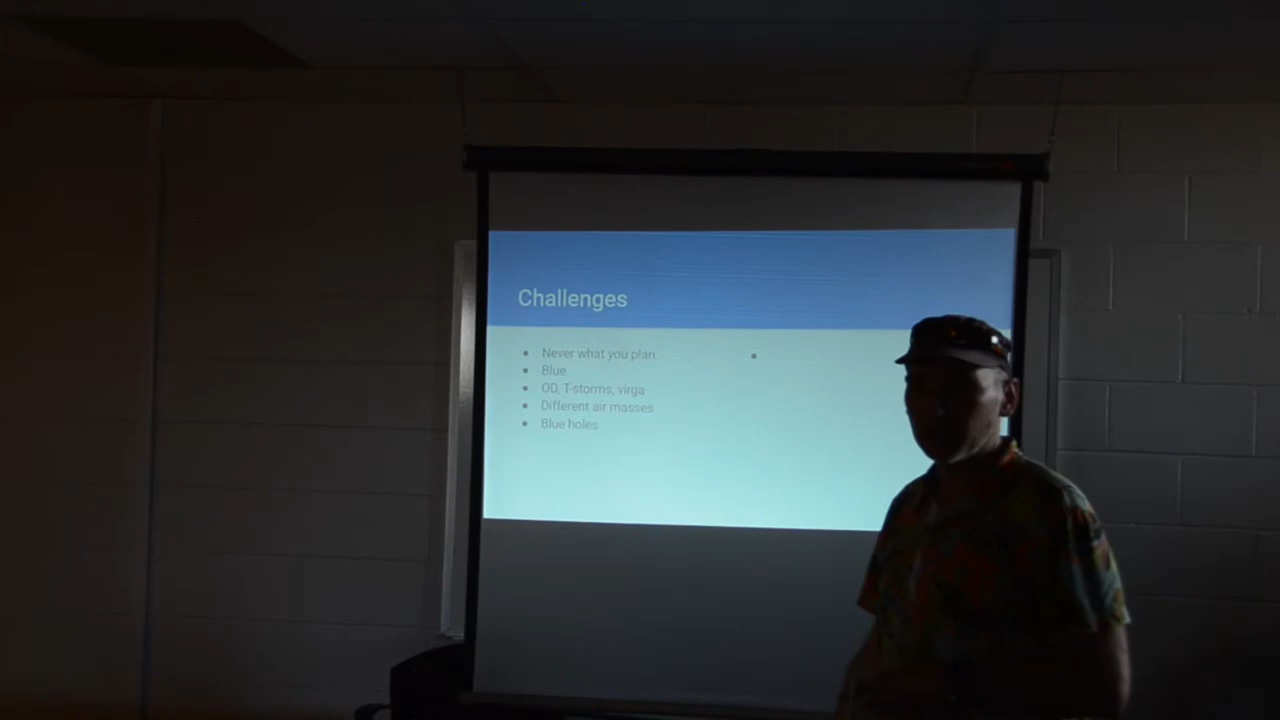 Challenges
Never what you plan
Blue
OD, T-storms, virga
Different air masses
Blue holes